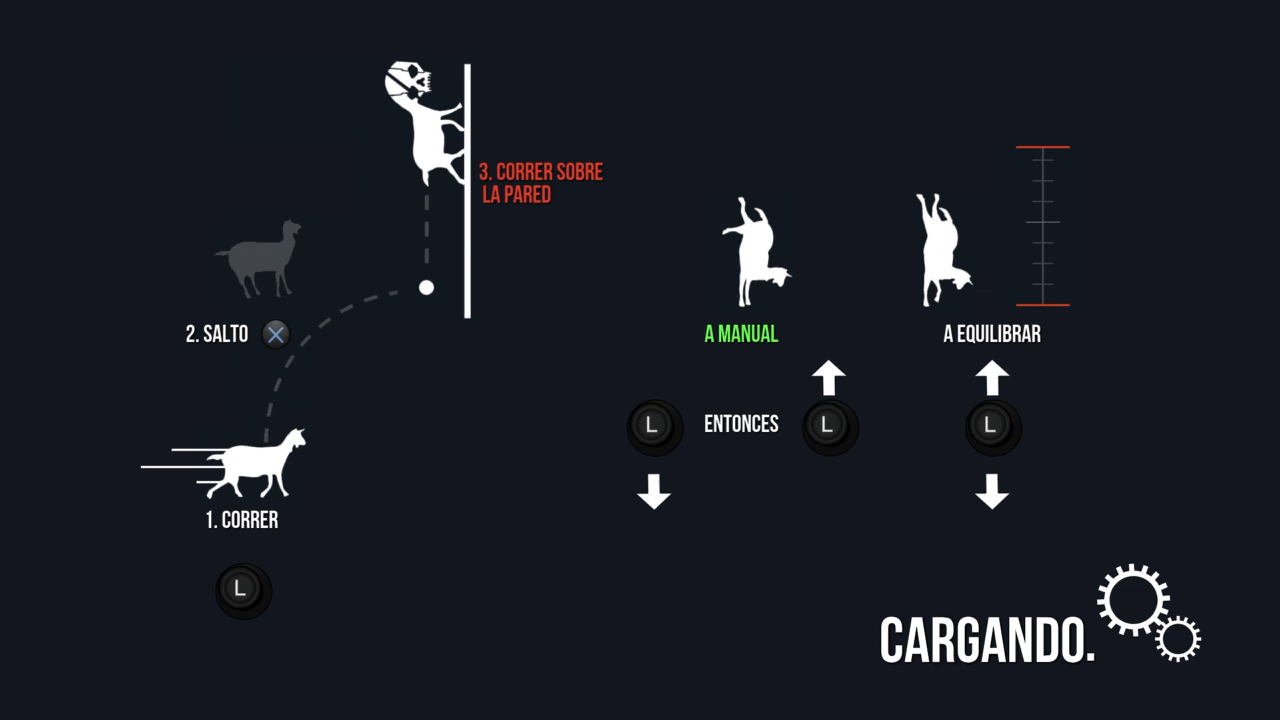 3. CORRER SOBRE
LA PARED
2. SALTO
1. CORRER
L
A MANUAL
A EQUILIBRAR
L ENTONCES L
L
CARGANDO.